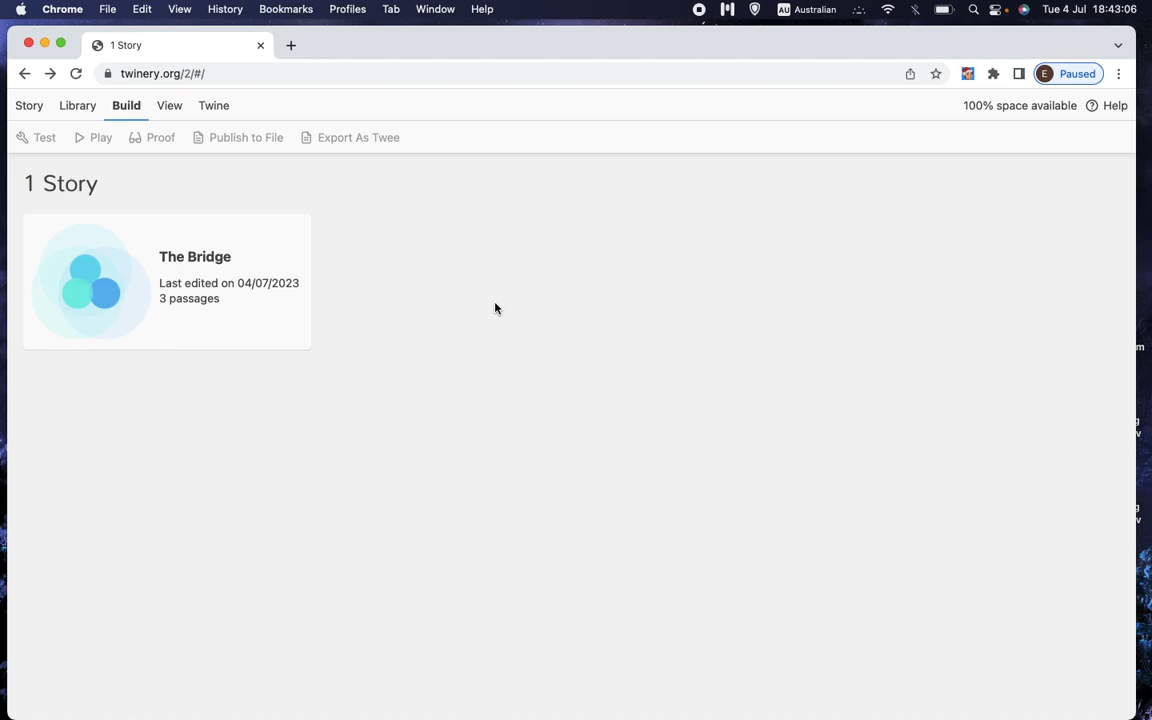 Chrome File Edit View History Bookmarks Profiles Tab Window Help AU Australian Tue 4 Jul 18:43:06
1 Story
twinery.org/2/#/ E Paused
Story Library Build View Twine 100% space available Help
Test Play Proof Publish to File Export As Twee
1 Story
The Bridge
Last edited on 04/07/2023
3 passages
m
g
v
g
v